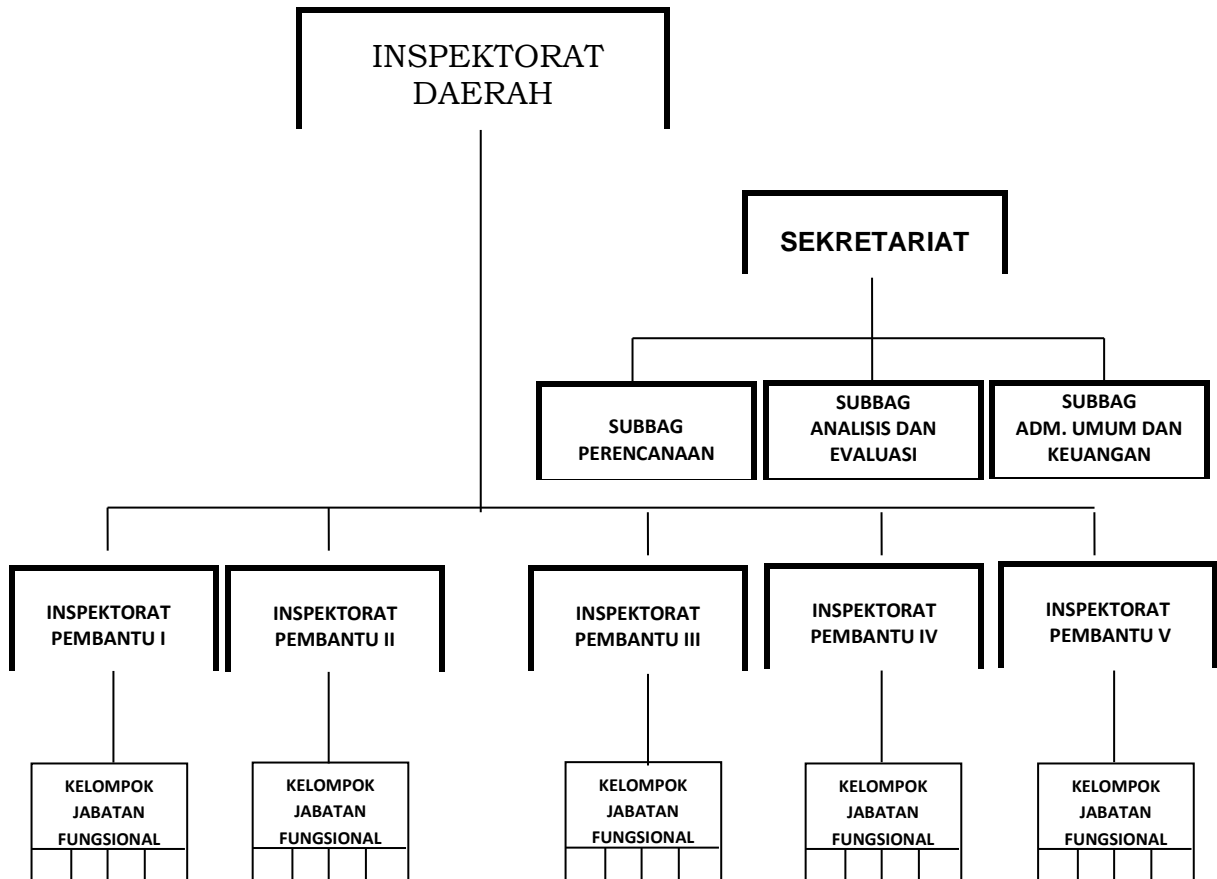 INSPEKTORAT
DAERAH
SEKRETARIAT
SUBBAG
PERENCANAAN
SUBBAG
ANALISIS DAN
EVALUASI
SUBBAG
ADM. UMUM DAN
KEUANGAN
INSPEKTORAT
PEMBANTU I
INSPEKTORAT
PEMBANTU II
INSPEKTORAT
PEMBANTU III
INSPEKTORAT
PEMBANTU IV
INSPEKTORAT
PEMBANTU V
KELOMPOK
JABATAN
FUNGSIONAL
KELOMPOK
JABATAN
FUNGSIONAL
KELOMPOK
JABATAN
FUNGSIONAL
KELOMPOK
JABATAN
FUNGSIONAL
KELOMPOK
JABATAN
FUNGSIONAL